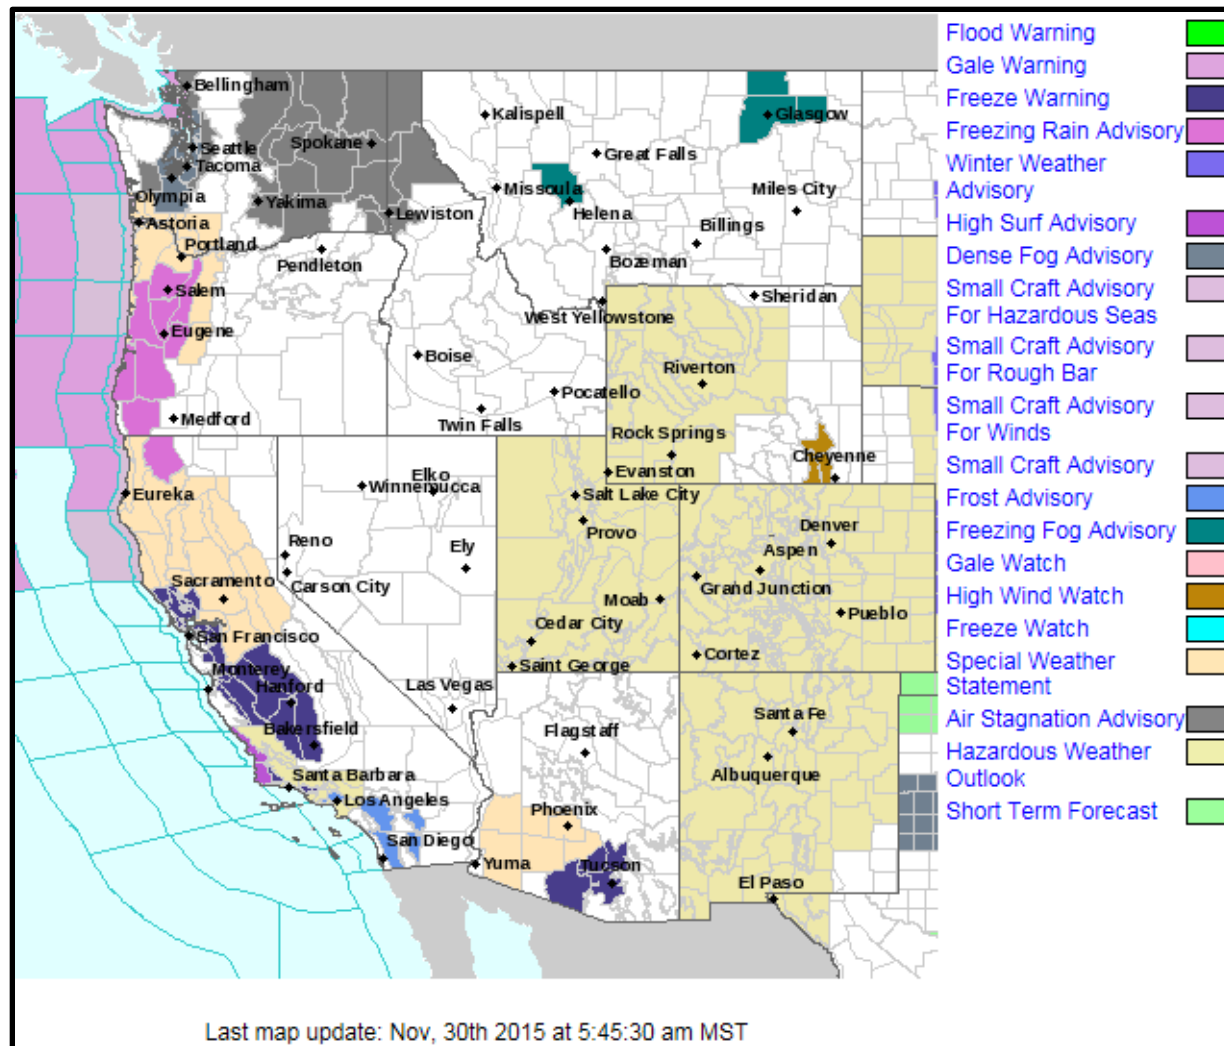 Bellingham
Seattle
Tacoma
Olympia
Spokane
Yakima
Lewiston
Astoria
Portland
Pendleton
Salem
Eugene
Medford
Kalispell
Great Falls
Glasgow
Missoula
Helena
Miles City
Billings
Bozeman
West Yellowstone
Sheridan
Boise
Pocatello
Twin Falls
Riverton
Rock Springs
Evanston
Cheyenne
Eureka
Winnemucca
Elko
Salt Lake City
Provo
Reno
Carson City
Ely
Denver
Aspen
Grand Junction
Sacramento
Moab
Pueblo
San Francisco
Cedar City
Cortez
Saint George
Monterey
Hanford
Las Vegas
Bakersfield
Flagstaff
Santa Fe
Albuquerque
Santa Barbara
Los Angeles
San Diego
Phoenix
Yuma
Tucson
El Paso
Flood Warning
Gale Warning
Freeze Warning
Freezing Rain Advisory
Winter Weather
Advisory
High Surf Advisory
Dense Fog Advisory
Small Craft Advisory
For Hazardous Seas
Small Craft Advisory
For Rough Bar
Small Craft Advisory
For Winds
Small Craft Advisory
Frost Advisory
Freezing Fog Advisory
Gale Watch
High Wind Watch
Freeze Watch
Special Weather
Statement
Air Stagnation Advisory
Hazardous Weather
Outlook
Short Term Forecast
Last map update: Nov, 30th 2015 at 5:45:30 am MST